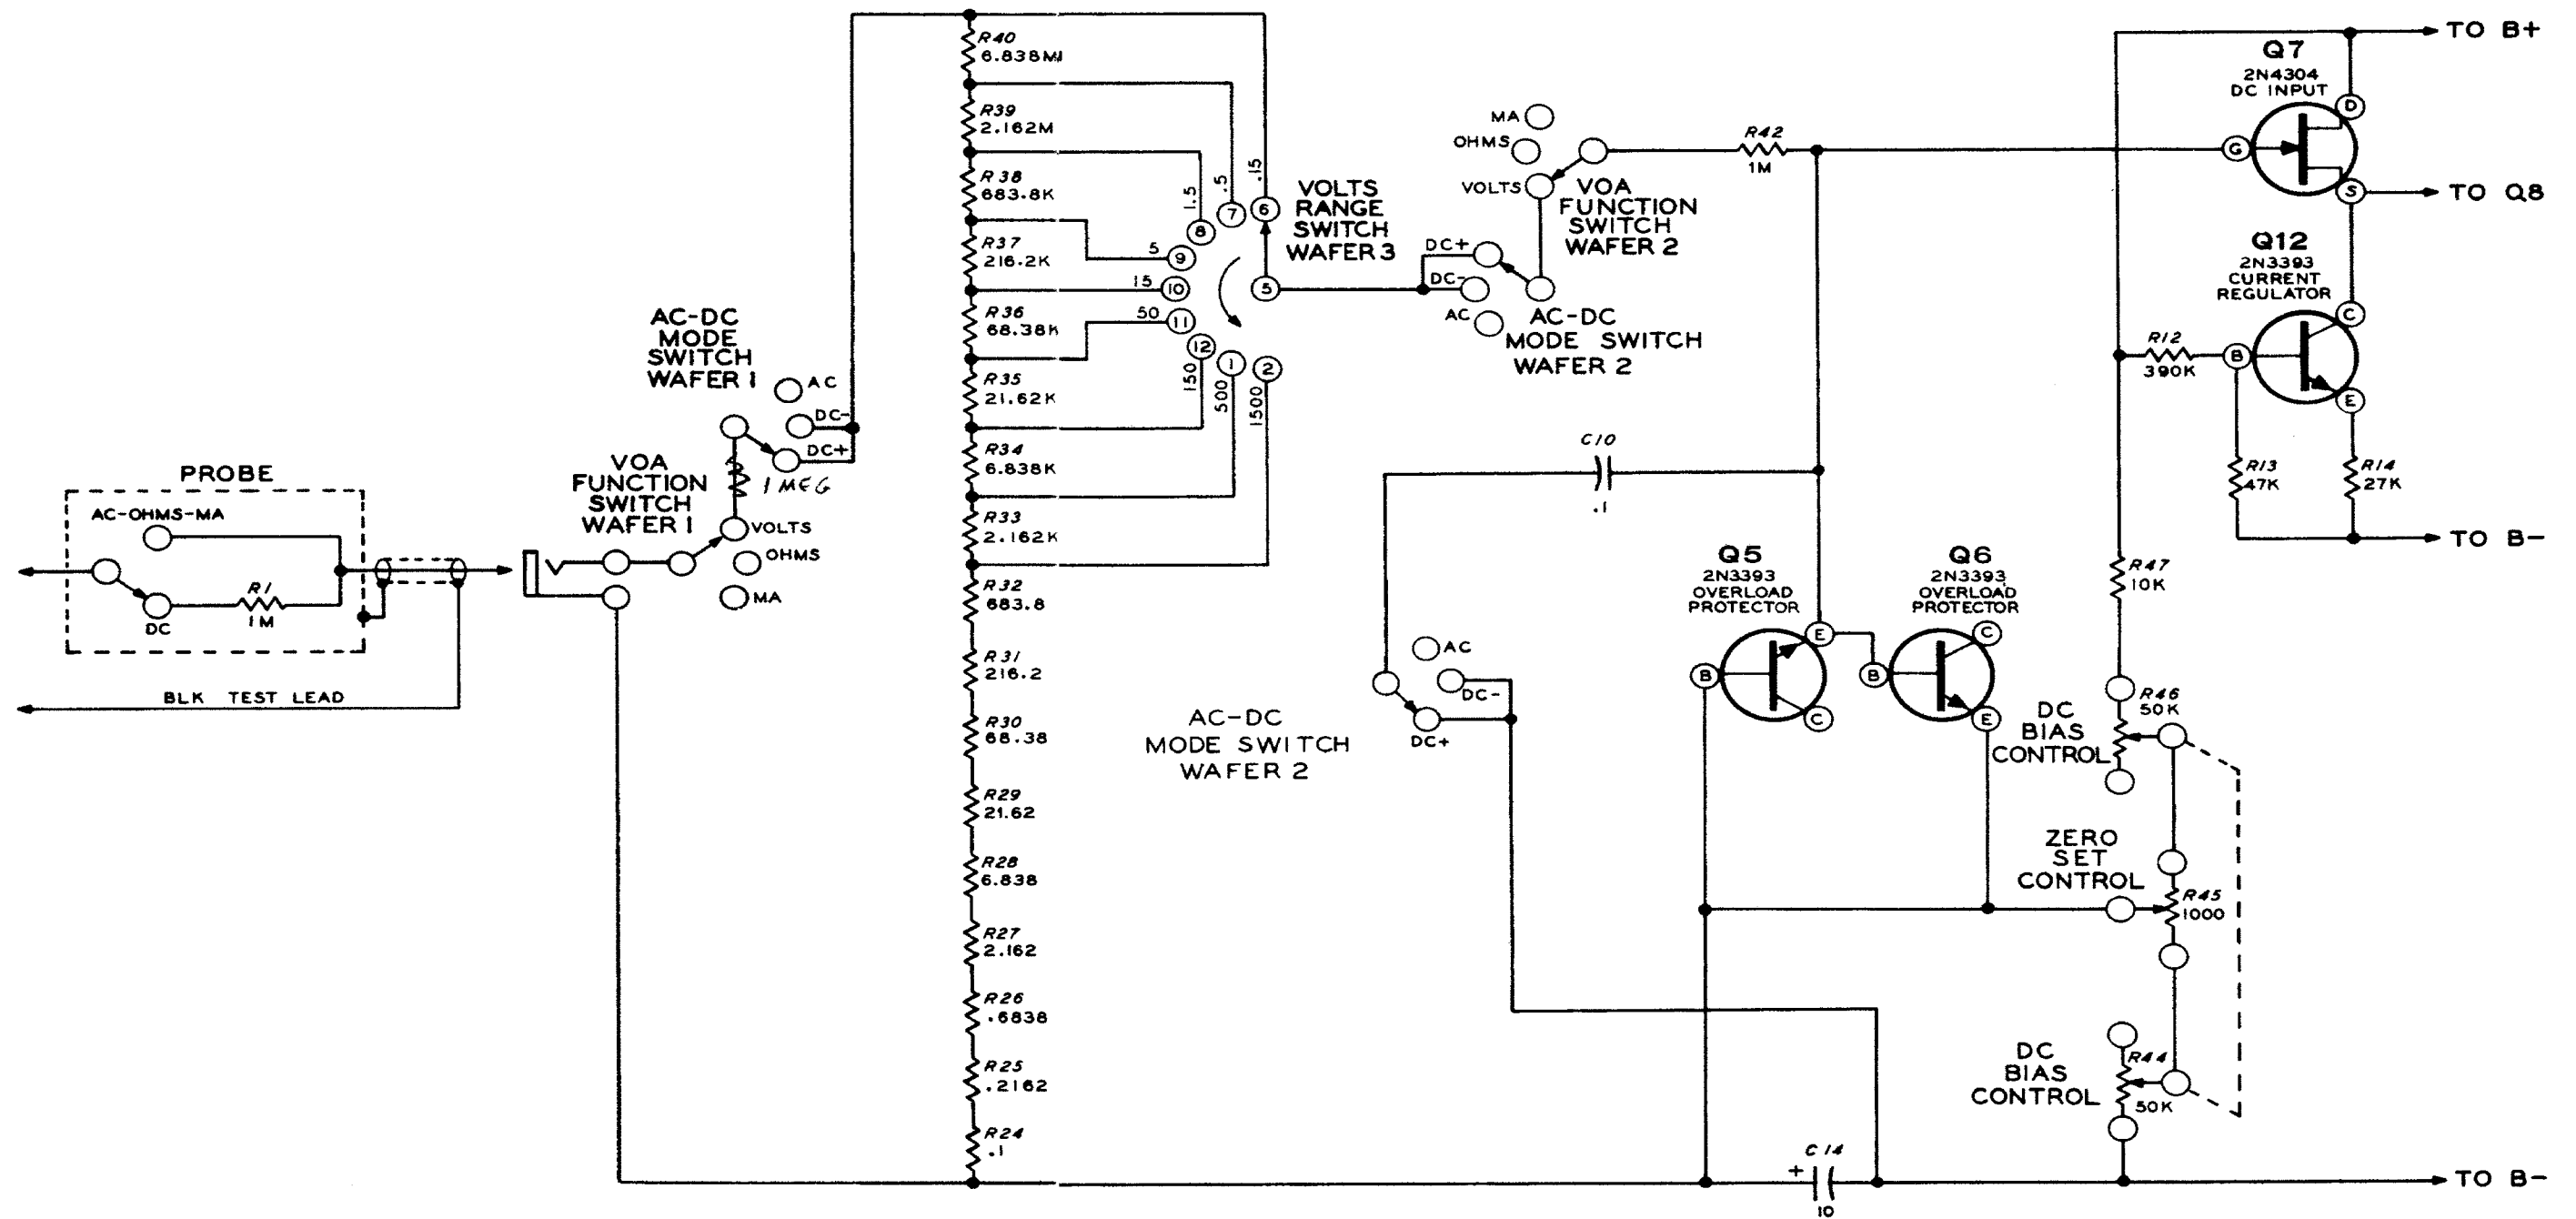 PROBE
AC-OHMS-MA
DC
R1
1M
BLK TEST LEAD
VOA
FUNCTION
SWITCH
WAFER 1
VOLTS
OHMS
MA
1 MEG
AC-DC
MODE
SWITCH
WAFER 1
AC
DC-
DC+
R40
6.838M
R39
2.162M
R38
683.8K
R37
216.2K
R36
68.38K
R35
21.62K
R34
6.838K
R33
2.162K
R32
683.8
R31
216.2
R30
68.38
R29
21.62
R28
6.838
R27
2.162
R26
.6838
R25
.2162
R24
.1
.15
.5
1.5
5
15
50
150
500
1500
6
7
8
9
10
11
12
1
2
5
VOLTS
RANGE
SWITCH
WAFER 3
DC+
DC-
AC
AC-DC
MODE SWITCH
WAFER 2
MA
OHMS
VOLTS
VOA
FUNCTION
SWITCH
WAFER 2
R42
1M
C10
.1
AC
DC-
DC+
AC-DC
MODE SWITCH
WAFER 2
Q5
2N3393
OVERLOAD
PROTECTOR
E
B
C
Q6
2N3393
OVERLOAD
PROTECTOR
C
B
E
TO B+
Q7
2N4304
DC INPUT
D
G
S
TO Q8
Q12
2N3393
CURRENT
REGULATOR
C
B
E
R12
390K
R13
47K
R14
27K
TO B-
R47
10K
R46
50K
DC
BIAS
CONTROL
ZERO
SET
CONTROL
R45
1000
DC
BIAS
CONTROL
R44
50K
C14
+
10
TO B-